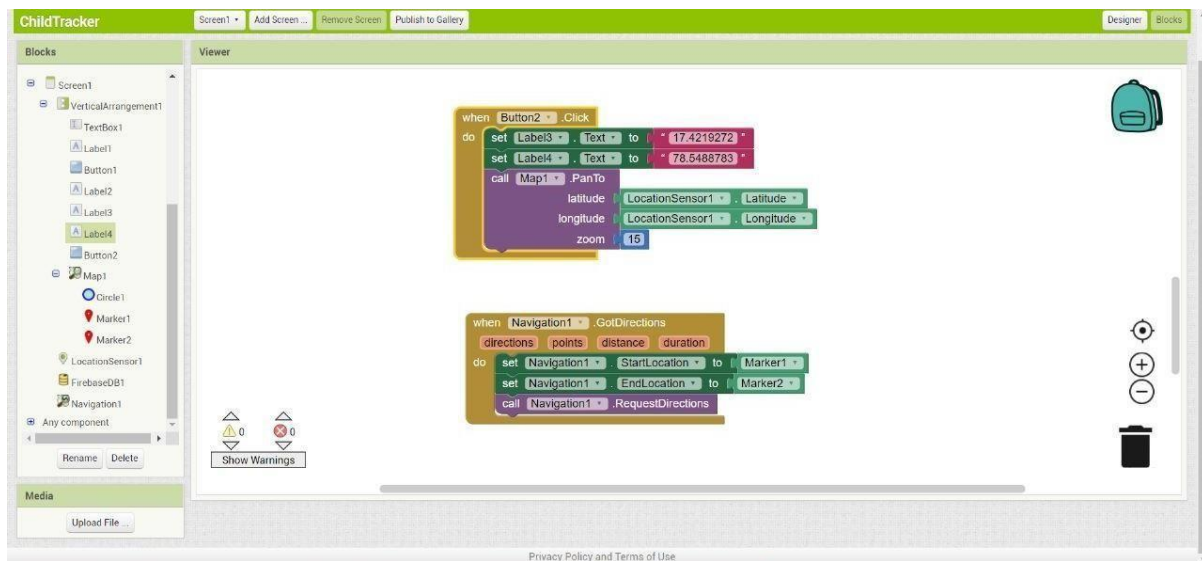 ChildTracker
Screen1 Add Screen ... Remove Screen Publish to Gallery Designer Blocks
Blocks
Screen1
VerticalArrangement1
TextBox1
Label1
Button1
Label2
Label3
Label4
Button2
Map1
Circle1
Marker1
Marker2
LocationSensor1
FirebaseDB1
Navigation1
Any component
Rename Delete
Media
Upload File ...
Viewer
when Button2 .Click
do set Label3 . Text to " 17.4219272 "
set Label4 . Text to " 78.5488783 "
call Map1 .PanTo
latitude LocationSensor1 . Latitude
longitude LocationSensor1 . Longitude
zoom 15
when Navigation1 .GotDirections
directions points distance duration
do set Navigation1 . StartLocation to Marker1
set Navigation1 . EndLocation to Marker2
call Navigation1 .RequestDirections
0 0
Show Warnings
Privacy Policy and Terms of Use